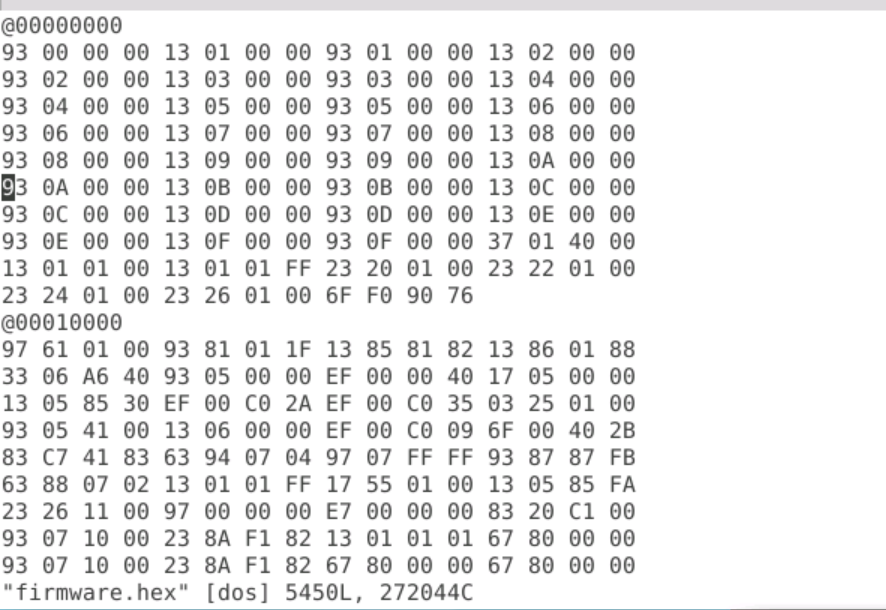 @00000000
93 00 00 00 13 01 00 00 93 01 00 00 13 02 00 00
93 02 00 00 13 03 00 00 93 03 00 00 13 04 00 00
93 04 00 00 13 05 00 00 93 05 00 00 13 06 00 00
93 06 00 00 13 07 00 00 93 07 00 00 13 08 00 00
93 08 00 00 13 09 00 00 93 09 00 00 13 0A 00 00
93 0A 00 00 13 0B 00 00 93 0B 00 00 13 0C 00 00
93 0C 00 00 13 0D 00 00 93 0D 00 00 13 0E 00 00
93 0E 00 00 13 0F 00 00 93 0F 00 00 37 01 40 00
13 01 01 00 13 01 01 FF 23 20 01 00 23 22 01 00
23 24 01 00 23 26 01 00 6F F0 90 76
@00010000
97 61 01 00 93 81 01 1F 13 85 81 82 13 86 01 88
33 06 A6 40 93 05 00 00 EF 00 00 40 17 05 00 00
13 05 85 30 EF 00 C0 2A EF 00 C0 35 03 25 01 00
93 05 41 00 13 06 00 00 EF 00 C0 09 6F 00 40 2B
83 C7 41 83 63 94 07 04 97 07 FF FF 93 87 87 FB
63 88 07 02 13 01 01 FF 17 55 01 00 13 05 85 FA
23 26 11 00 97 00 00 00 E7 00 00 00 83 20 C1 00
93 07 10 00 23 8A F1 82 13 01 01 01 67 80 00 00
93 07 10 00 23 8A F1 82 67 80 00 00 67 80 00 00
"firmware.hex" [dos] 5450L, 272044C